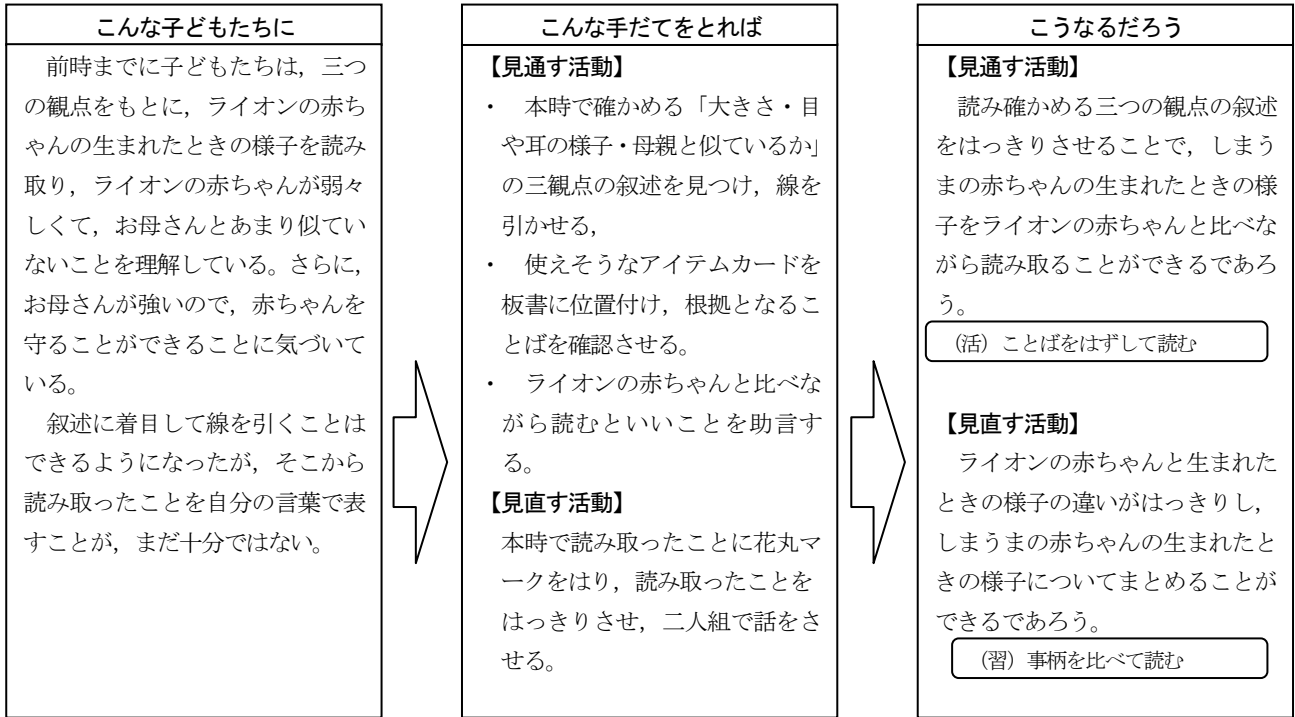 こんな子どもたちに
前時までに子どもたちは，三つ
の観点をもとに，ライオンの赤ち
ゃんの生まれたときの様子を読み
取り，ライオンの赤ちゃんが弱々
しくて，お母さんとあまり似てい
ないことを理解している。さらに，
お母さんが強いので，赤ちゃんを
守ることができることに気づいて
いる。
叙述に着目して線を引くことは
できるようになったが，そこから
読み取ったことを自分の言葉で表
すことが，まだ十分ではない。
こんな手だてをとれば
【見通す活動】
・　本時で確かめる「大きさ・目
や耳の様子・母親と似ているか」
の三観点の叙述を見つけ，線を
引かせる，
・　使えそうなアイテムカードを
板書に位置付け，根拠となるこ
とばを確認させる。
・　ライオンの赤ちゃんと比べな
がら読むといいことを助言す
る。
【見直す活動】
本時で読み取ったことに花丸マ
ークをはり，読み取ったことを
はっきりさせ，二人組で話をさ
せる。
こうなるだろう
【見通す活動】
読み確かめる三つの観点の叙述
をはっきりさせることで，しまう
まの赤ちゃんの生まれたときの様
子をライオンの赤ちゃんと比べな
がら読み取ることができるであろ
う。
（活）ことばをはずして読む
【見直す活動】
ライオンの赤ちゃんと生まれた
ときの様子の違いがはっきりし，
しまうまの赤ちゃんの生まれたと
きの様子についてまとめることが
できるであろう。
（習）事柄を比べて読む